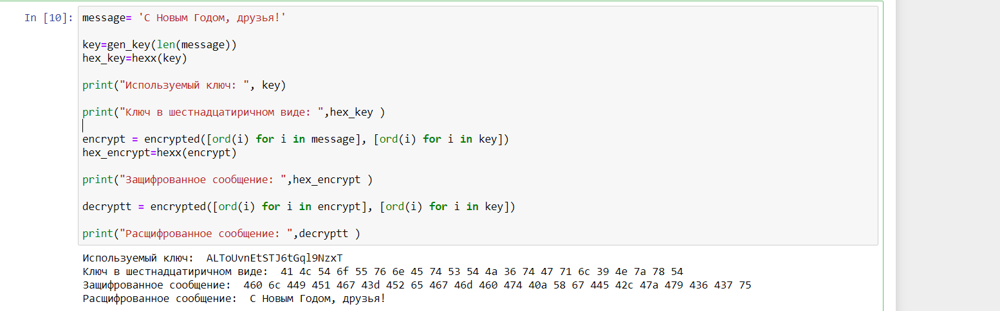 In [10]: message= 'С Новым Годом, друзья!'
key=gen_key(len(message))
hex_key=hexx(key)
print("Используемый ключ: ", key)
print("Ключ в шестнадцатиричном виде: ",hex_key )
encrypt = encrypted([ord(i) for i in message], [ord(i) for i in key])
hex_encrypt=hexx(encrypt)
print("Защифрованное сообщение: ",hex_encrypt )
decryptt = encrypted([ord(i) for i in encrypt], [ord(i) for i in key])
print("Расщифрованное сообщение: ",decryptt )
Используемый ключ:  ALToUvnEtSTJ6tGql9NzxT
Ключ в шестнадцатиричном виде:  41 4c 54 6f 55 76 6e 45 74 53 54 4a 36 74 47 71 6c 39 4e 7a 78 54
Защифрованное сообщение:  460 6c 449 451 467 43d 452 65 467 46d 460 474 40a 58 67 445 42c 47a 479 436 437 75
Расщифрованное сообщение:  С Новым Годом, друзья!